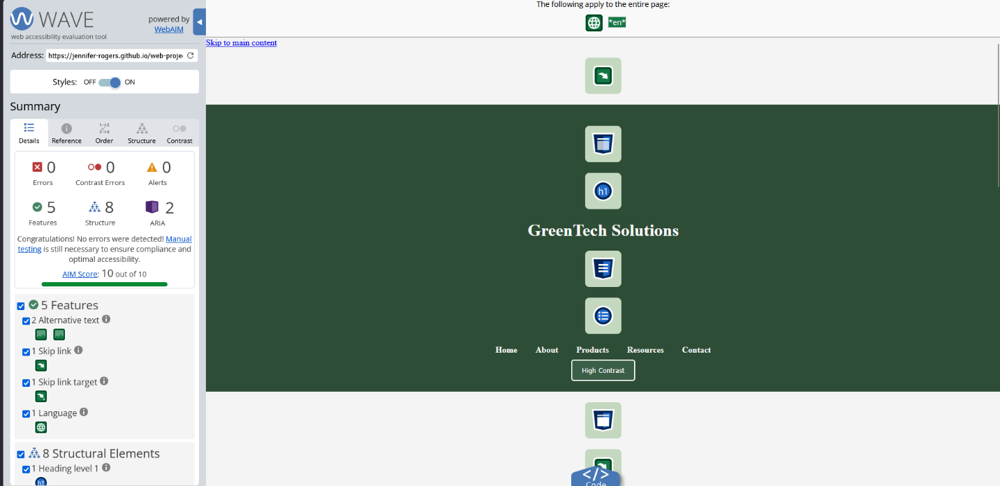 WAVE
web accessibility evaluation tool
powered by
WebAIM
Address: https://jennifer-rogers.github.io/web-proje
Styles: OFF ON
Summary
Details Reference Order Structure Contrast
0 0 0
Errors Contrast Errors Alerts
5 8 2
Features Structure ARIA
Congratulations! No errors were detected! Manual
testing is still necessary to ensure compliance and
optimal accessibility.
AIM Score: 10 out of 10
5 Features
2 Alternative text
1 Skip link
1 Skip link target
1 Language
8 Structural Elements
1 Heading level 1
h1
The following apply to the entire page:
*en*
Skip to main content
h1
GreenTech Solutions
Home About Products Resources Contact
High Contrast
</>
Code